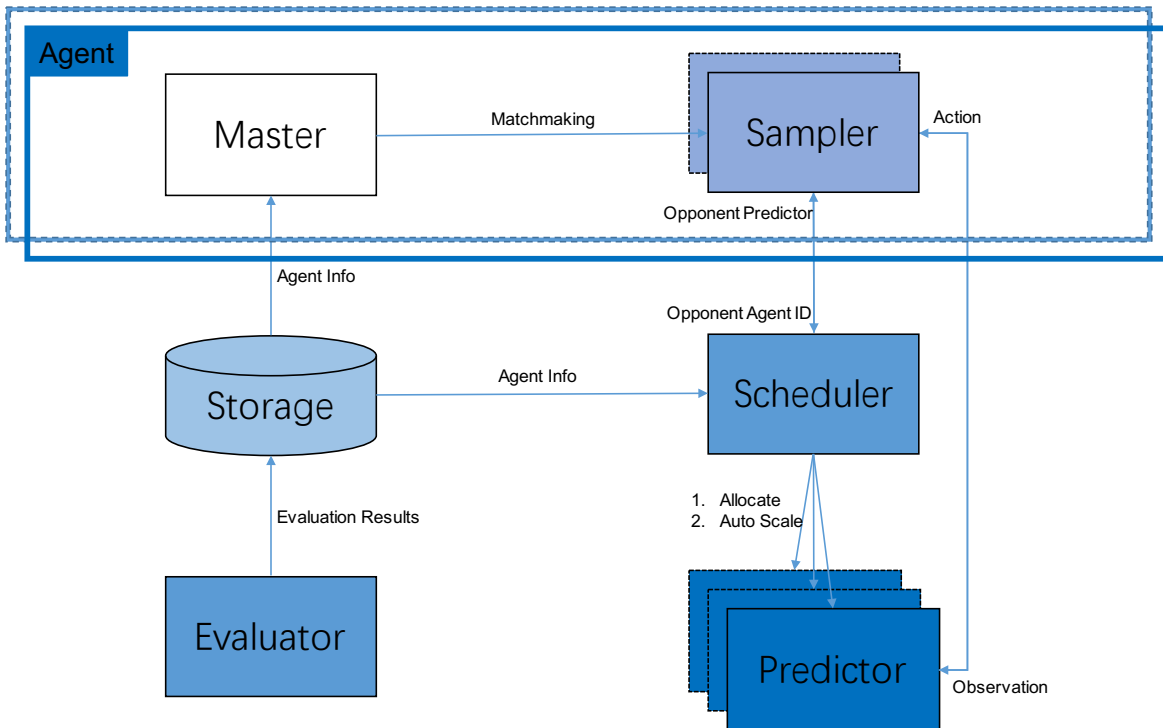 Agent
Master
Matchmaking
Sampler
Action
Opponent Predictor
Agent Info
Opponent Agent ID
Storage
Agent Info
Scheduler
1. Allocate
2. Auto Scale
Evaluation Results
Evaluator
Predictor
Observation